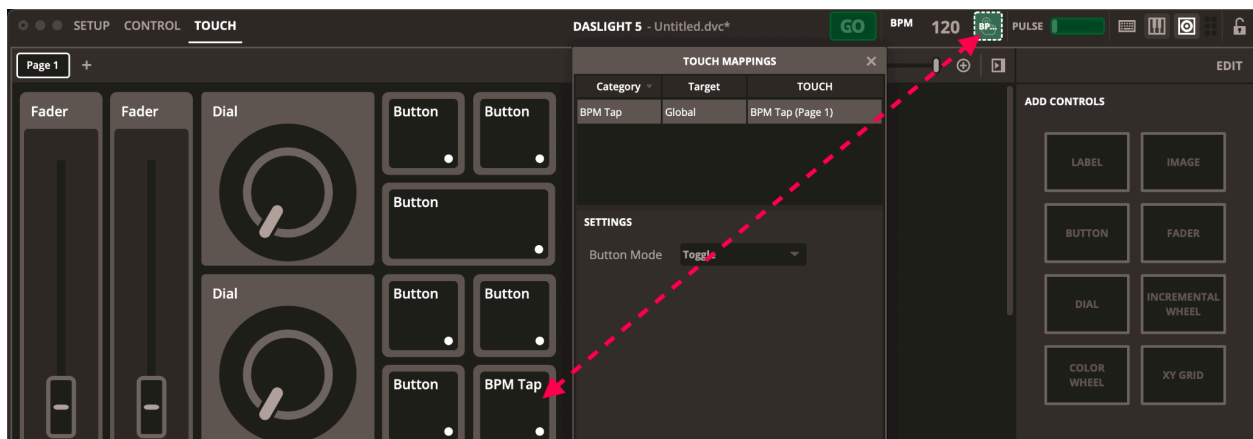 SETUP CONTROL TOUCH
DASLIGHT 5 - Untitled.dvc*
GO
BPM 120
BP...
PULSE
Page 1 +
TOUCH MAPPINGS
EDIT
Category Target TOUCH
BPM Tap Global BPM Tap (Page 1)
SETTINGS
Button Mode Toggle
Fader
Fader
Dial
Button
Button
Button
Dial
Button
Button
Button
BPM Tap
ADD CONTROLS
LABEL
IMAGE
BUTTON
FADER
DIAL
INCREMENTAL
WHEEL
COLOR
WHEEL
XY GRID